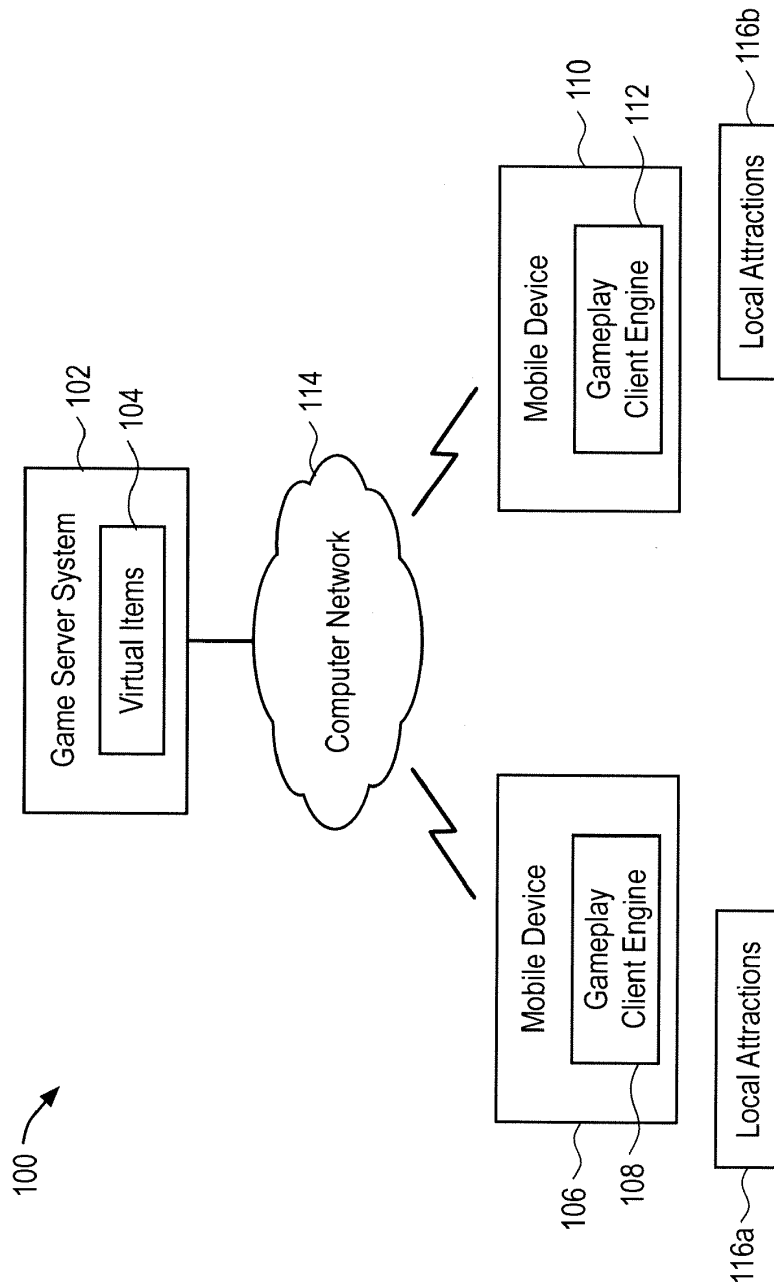 100
Game Server System
102
Virtual Items
104
Computer Network
114
Mobile Device
106
Gameplay
Client Engine
108
Mobile Device
110
Gameplay
Client Engine
112
Local Attractions
116a
Local Attractions
116b